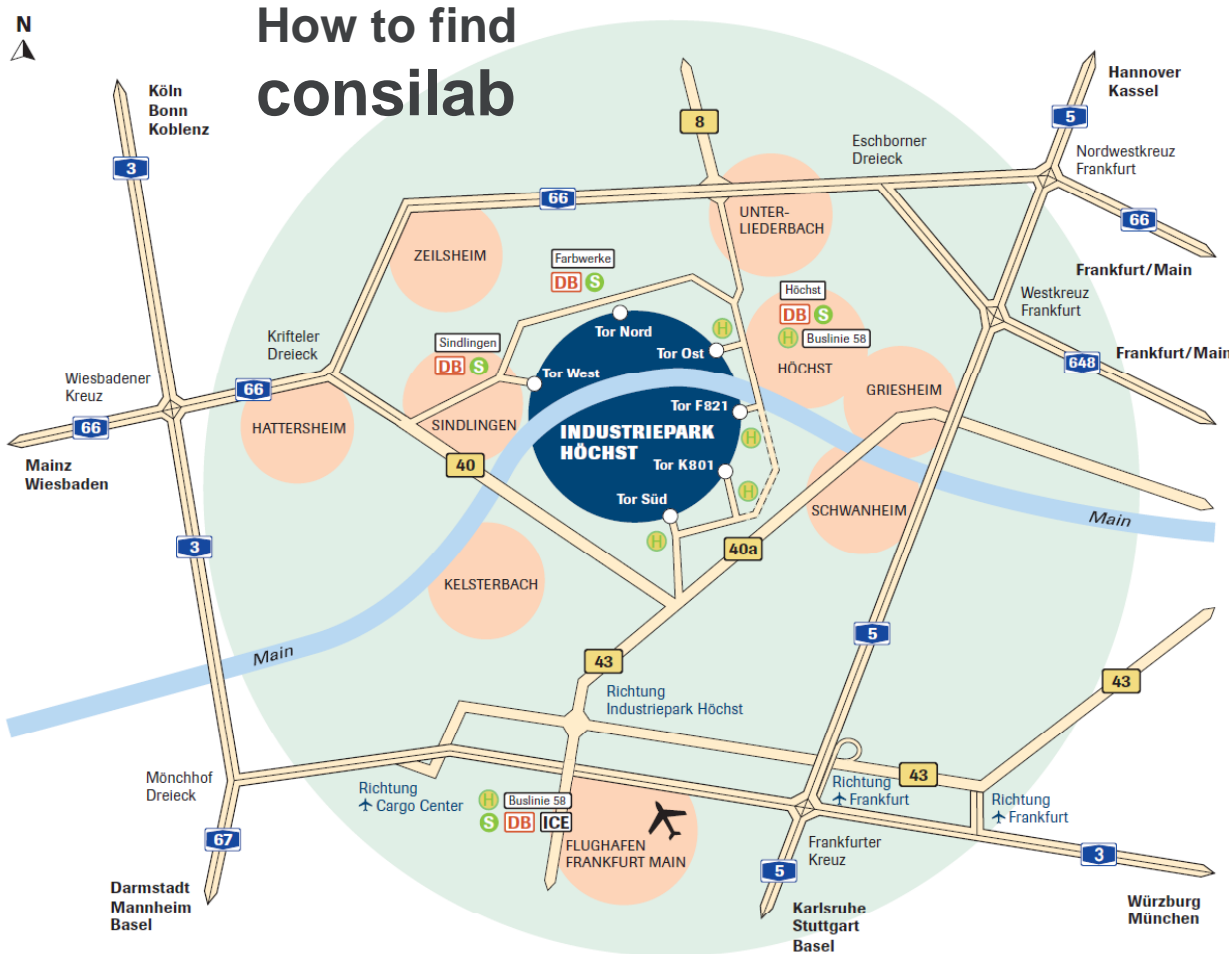 How to find
consilab
N
Köln
Bonn
Koblenz
3
8
Hannover
Kassel
5
Eschborner
Dreieck
Nordwestkreuz
Frankfurt
66
66
UNTER-
LIEDERBACH
ZEILSHEIM
Farbwerke
DB S
Frankfurt/Main
Höchst
DB S
H Buslinie 58
Westkreuz
Frankfurt
Tor Nord
H
Krifteler
Dreieck
Sindlingen
DB S
Tor Ost
HÖCHST
648
Frankfurt/Main
Wiesbadener
Kreuz
66
Tor West
GRIESHEIM
66
HATTERSHEIM
SINDLINGEN
Tor F821
INDUSTRIEPARK
HÖCHST
H
Mainz
Wiesbaden
40
Tor K801
H
Tor Süd
SCHWANHEIM
Main
3
H
40a
KELSTERBACH
5
Main
43
43
Richtung
Industriepark Höchst
Mönchhof
Dreieck
Richtung
Cargo Center
H Buslinie 58
S DB ICE
43
Richtung
Frankfurt
Richtung
Frankfurt
67
FLUGHAFEN
FRANKFURT MAIN
Frankfurter
Kreuz
3
5
Darmstadt
Mannheim
Basel
Karlsruhe
Stuttgart
Basel
Würzburg
München